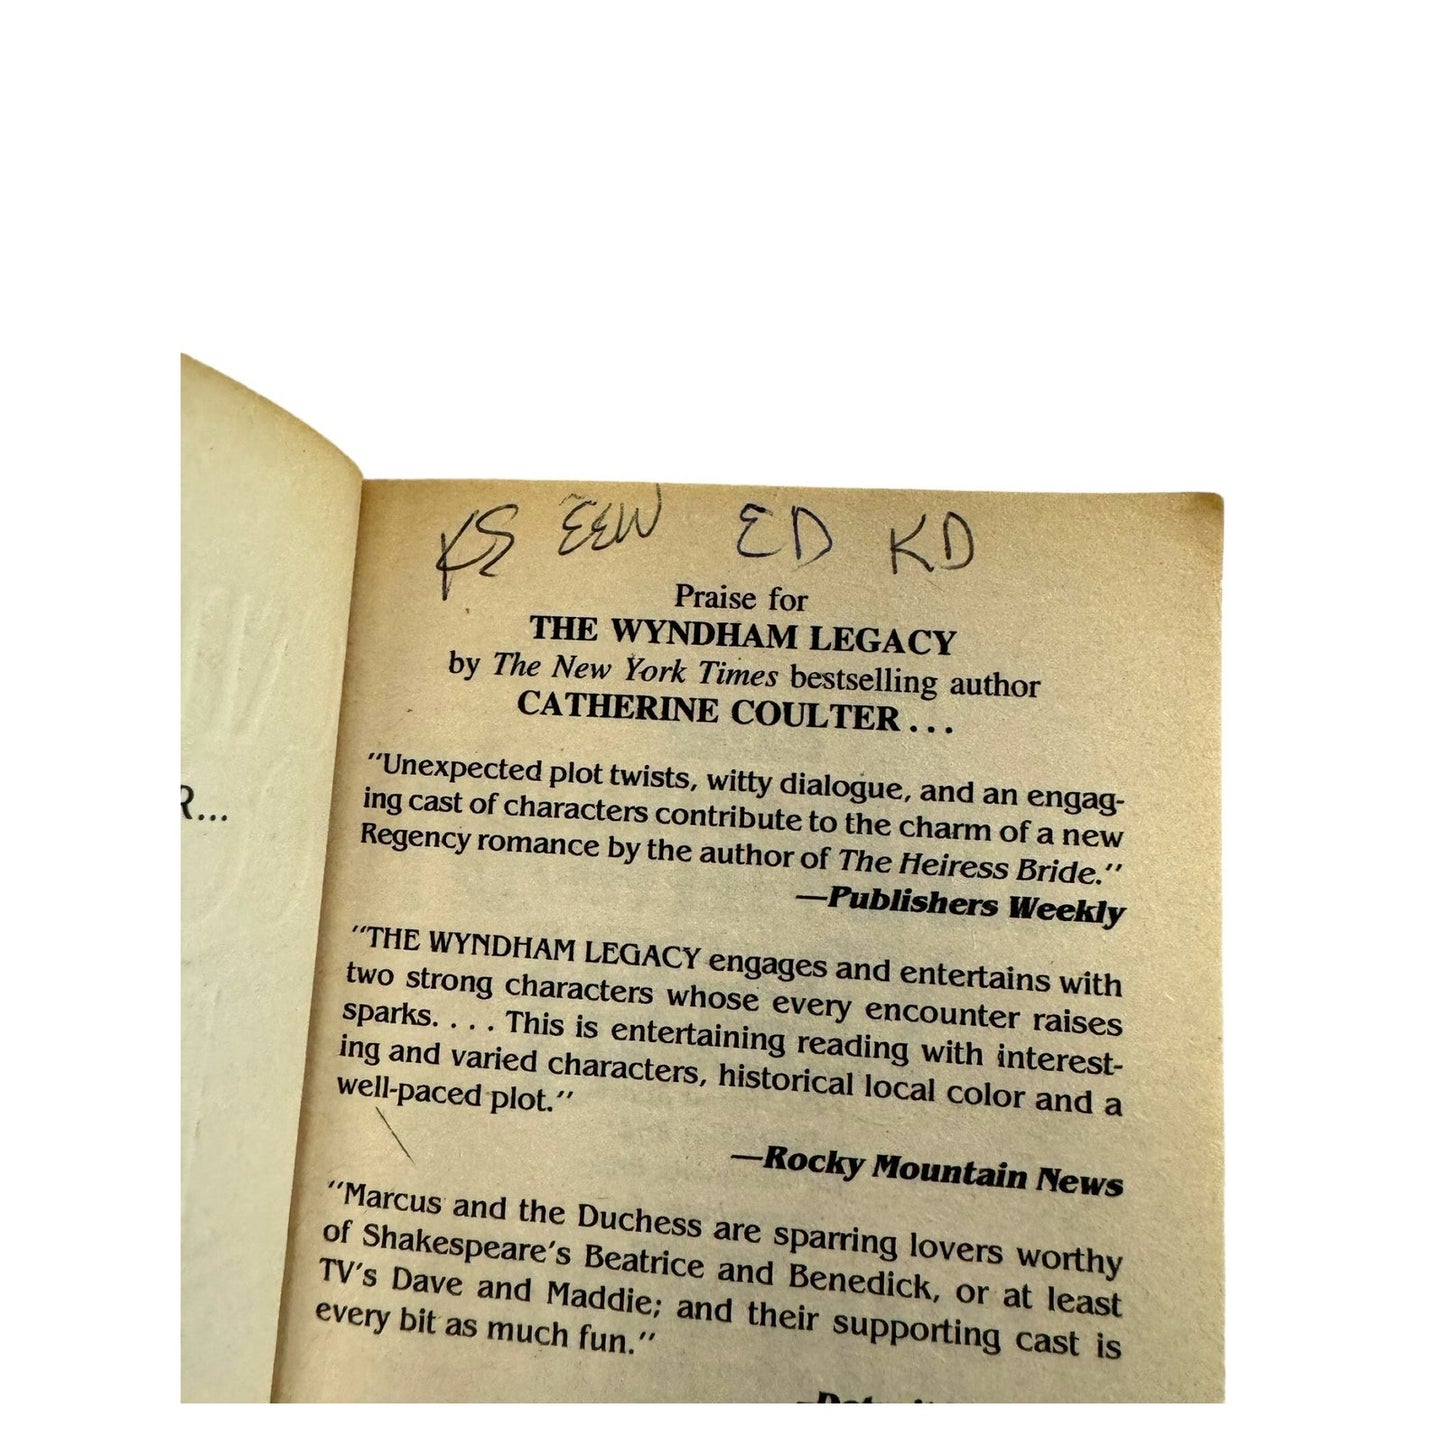 KS EEW ED KD
Praise for
THE WYNDHAM LEGACY
by The New York Times bestselling author
CATHERINE COULTER...
"Unexpected plot twists, witty dialogue, and an engag-
ing cast of characters contribute to the charm of a new
Regency romance by the author of The Heiress Bride."
—Publishers Weekly
"THE WYNDHAM LEGACY engages and entertains with
two strong characters whose every encounter raises
sparks. . . . This is entertaining reading with interest-
ing and varied characters, historical local color and a
well-paced plot."
—Rocky Mountain News
"Marcus and the Duchess are sparring lovers worthy
of Shakespeare's Beatrice and Benedick, or at least
TV's Dave and Maddie; and their supporting cast is
every bit as much fun."